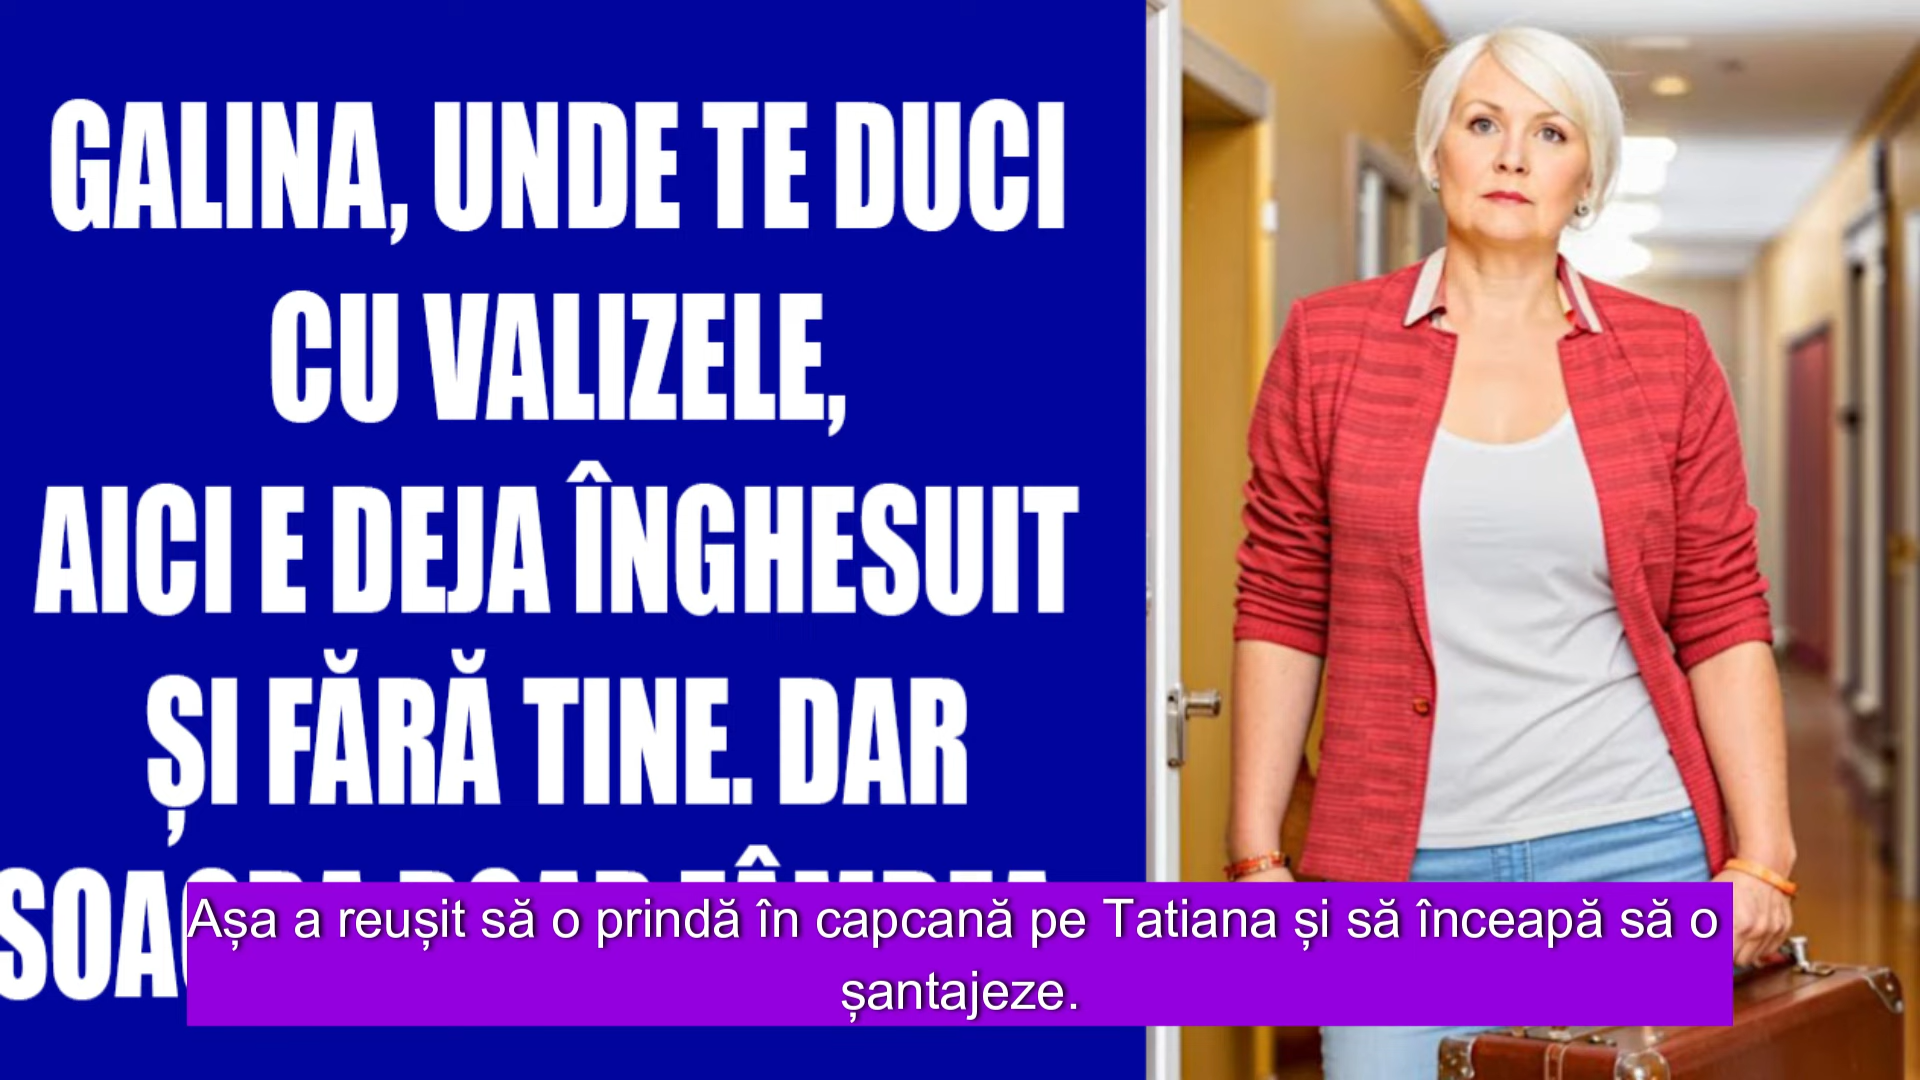 GALINA, UNDE TE DUCI
CU VALIZELE,
AICI E DEJA ÎNGHESUIT
ȘI FĂRĂ TINE. DAR
Așa a reușit să o prindă în capcană pe Tatiana și să înceapă să o
șantajeze.